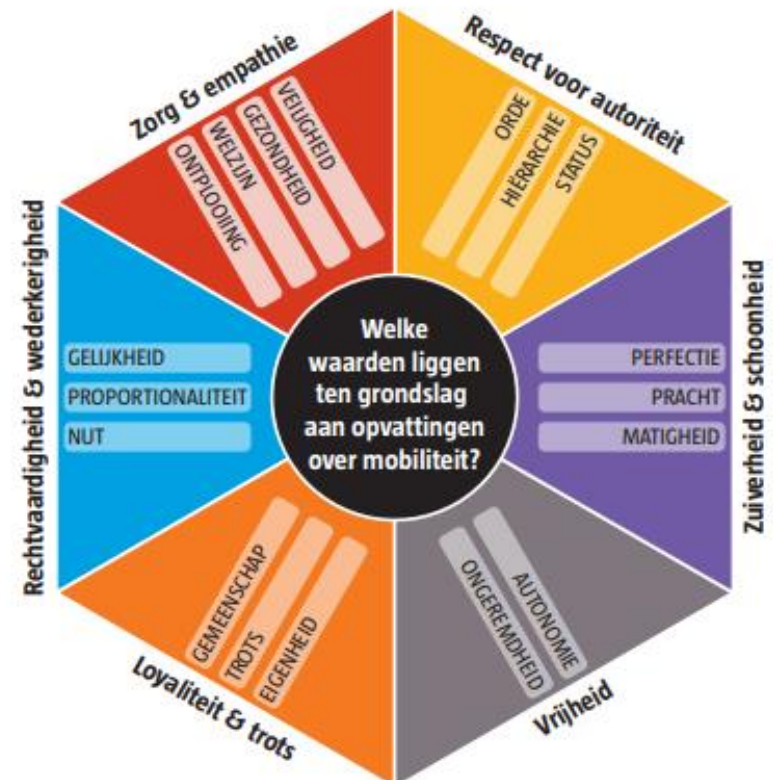 Zorg & empathie
ONTPLOOIING
WELZIJN
GEZONDHEID
VEILIGHEID
Respect voor autoriteit
ORDE
HIËRARCHIE
STATUS
Rechtvaardigheid & wederkerigheid
GELIJKHEID
PROPORTIONALITEIT
NUT
Welke
waarden liggen
ten grondslag
aan opvattingen
over mobiliteit?
Zuiverheid & schoonheid
PERFECTIE
PRACHT
MATIGHEID
Loyaliteit & trots
GEMEENSCHAP
TROTS
EIGENHEID
Vrijheid
ONGEREMDHEID
AUTONOMIE